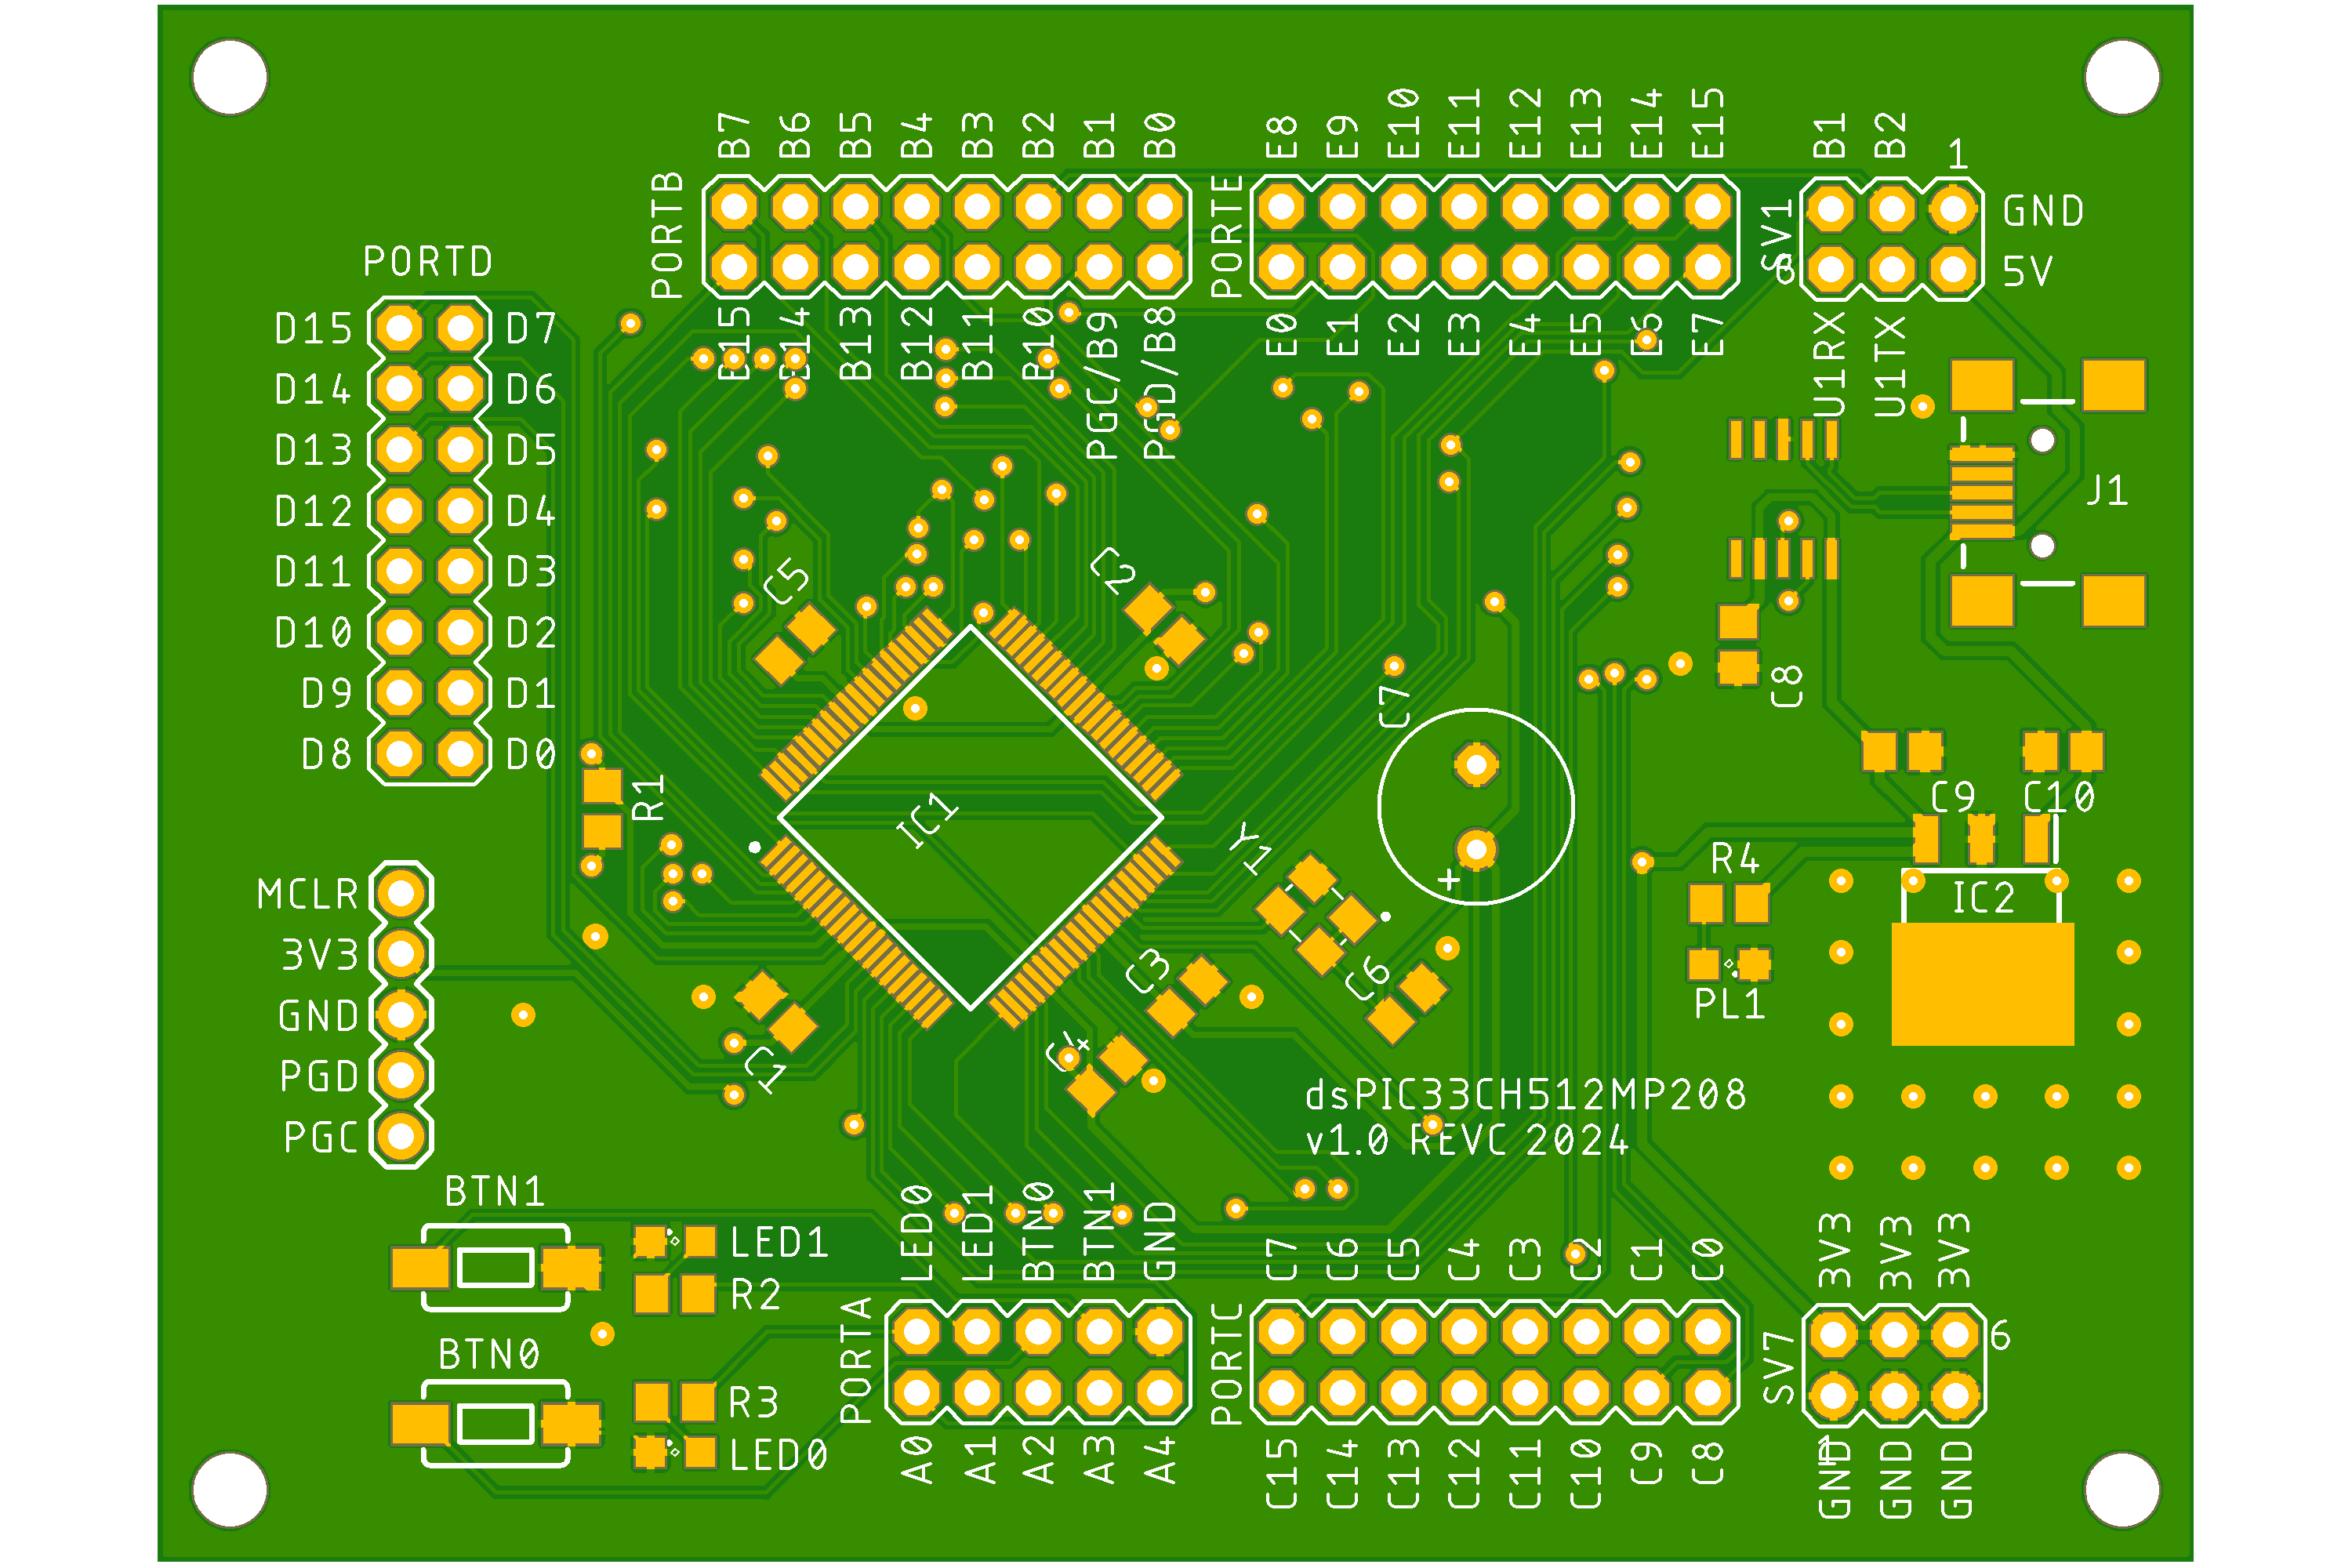 B7 B6 B5 B4 B3 B2 B1 B0
E8 E9 E10 E11 E12 E13 E14 E15
B1 B2 1
PORTB
PORTE
SV1
GND
6
5V
PORTD
B15 B14 B13 B12 B11 B10 PGC/B9 PGD/B8
E0 E1 E2 E3 E4 E5 E6 E7
U1RX U1TX
D15 D7
D14 D6
D13 D5
D12 D4
D11 D3
D10 D2
D9 D1
D8 D0
J1
C5
C2
C8
C7
R1
IC1
Y1
C9
C10
R4
IC2
PL1
MCLR
3V3
GND
PGD
PGC
C3
C6
C4
C1
dsPIC33CH512MP208
v1.0 REVC 2024
BTN1
LED1
R2
BTN0
R3
LED0
LED0 LED1 BTN0 BTN1 GND
C7 C6 C5 C4 C3 C2 C1 C0
3V3 3V3 3V3
PORTA
PORTC
SV7
6
1
A0 A1 A2 A3 A4
C15 C14 C13 C12 C11 C10 C9 C8
GND GND GND